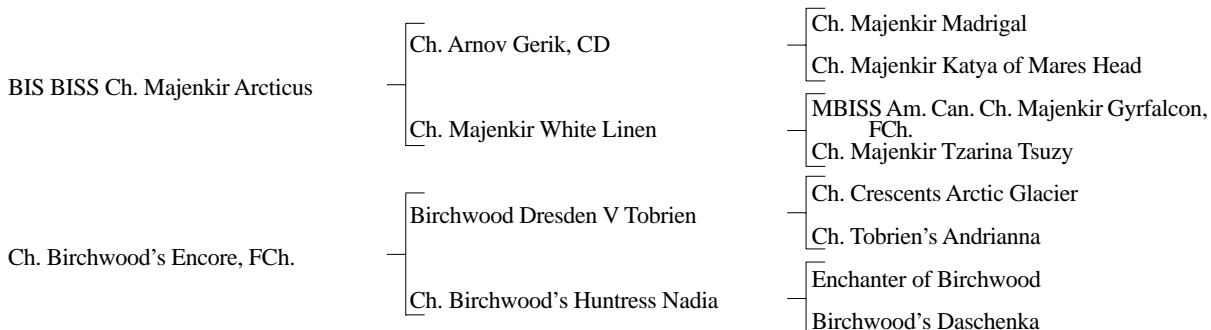 Ch. Majenkir Madrigal
Ch. Arnov Gerik, CD
Ch. Majenkir Katya of Mares Head
BIS BISS Ch. Majenkir Arcticus
MBISS Am. Can. Ch. Majenkir Gyrfalcon,
FCh.
Ch. Majenkir White Linen
Ch. Majenkir Tzarina Tsuzy
Ch. Crescents Arctic Glacier
Birchwood Dresden V Tobrien
Ch. Tobrien’s Andrianna
Ch. Birchwood’s Encore, FCh.
Enchanter of Birchwood
Ch. Birchwood’s Huntress Nadia
Birchwood’s Daschenka